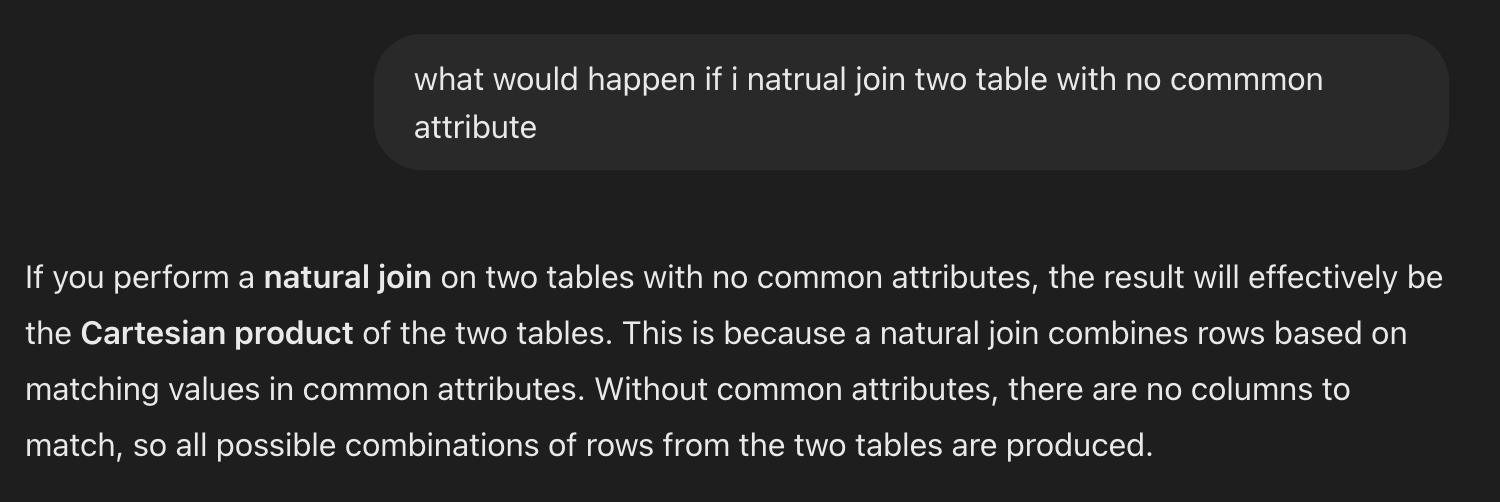 what would happen if i natrual join two table with no commmon
attribute
If you perform a natural join on two tables with no common attributes, the result will effectively be
the Cartesian product of the two tables. This is because a natural join combines rows based on
matching values in common attributes. Without common attributes, there are no columns to
match, so all possible combinations of rows from the two tables are produced.